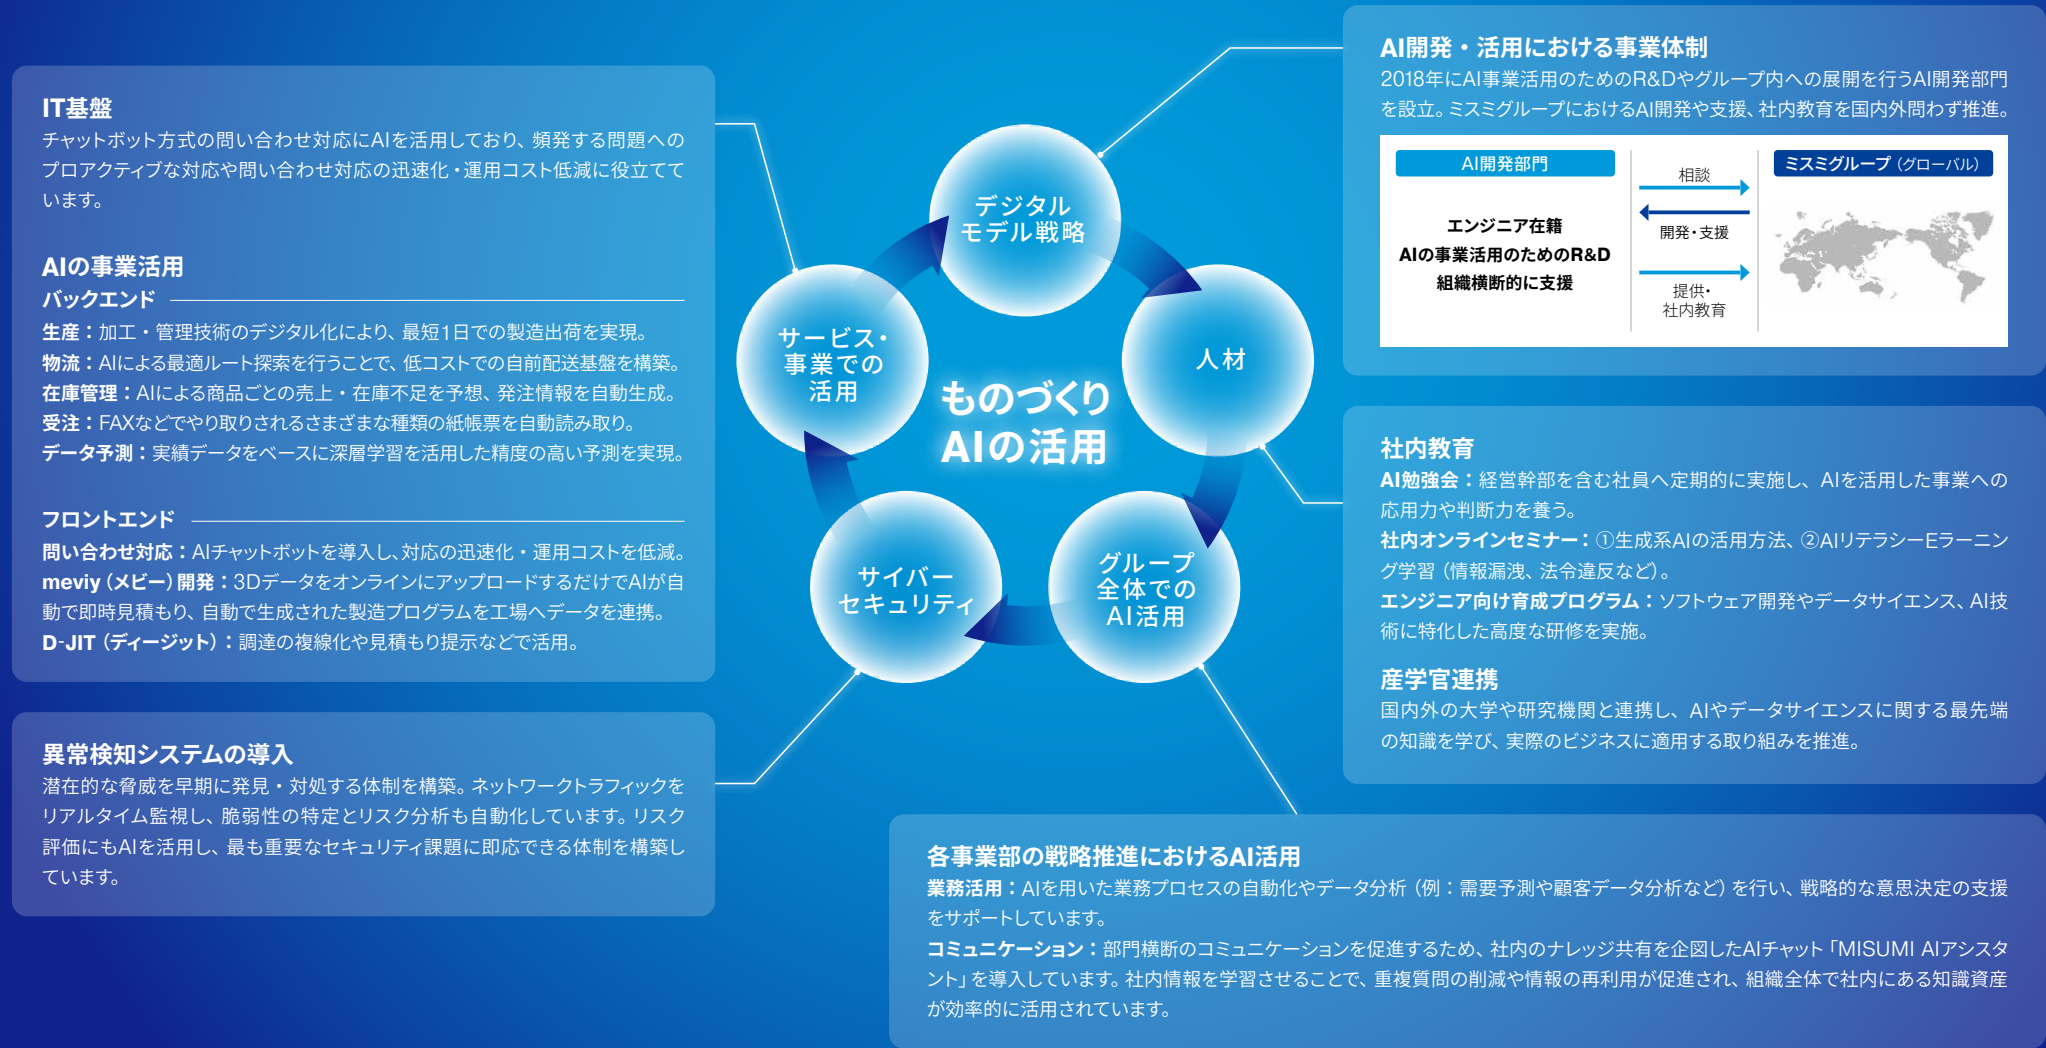 IT基盤
チャットボット方式の問い合わせ対応にAIを活用しており、頻発する問題への
プロアクティブな対応や問い合わせ対応の迅速化・運用コスト低減に役立てて
います。
AIの事業活用
バックエンド
生産：加工・管理技術のデジタル化により、最短1日での製造出荷を実現。
物流：AIによる最適ルート探索を行うことで、低コストでの自前配送基盤を構築。
在庫管理：AIによる商品ごとの売上・在庫不足を予想、発注情報を自動生成。
受注：FAXなどでやり取りされるさまざまな種類の紙帳票を自動読み取り。
データ予測：実績データをベースに深層学習を活用した精度の高い予測を実現。
フロントエンド
問い合わせ対応：AIチャットボットを導入し、対応の迅速化・運用コストを低減。
meviy（メビー）開発：3DデータをオンラインにアップロードするだけでAIが自
動で即時見積もり、自動で生成された製造プログラムを工場へデータを連携。
D-JIT（ディージット）：調達の複線化や見積もり提示などで活用。
異常検知システムの導入
潜在的な脅威を早期に発見・対処する体制を構築。ネットワークトラフィックを
リアルタイム監視し、脆弱性の特定とリスク分析も自動化しています。リスク
評価にもAIを活用し、最も重要なセキュリティ課題に即応できる体制を構築し
ています。
デジタル
モデル戦略
人材
グループ
全体での
AI活用
サイバー
セキュリティ
サービス・
事業での
活用
ものづくり
AIの活用
AI開発・活用における事業体制
2018年にAI事業活用のためのR&Dやグループ内への展開を行うAI開発部門
を設立。ミスミグループにおけるAI開発や支援、社内教育を国内外問わず推進。
AI開発部門
エンジニア在籍
AIの事業活用のためのR&D
組織横断的に支援
相談
開発・支援
提供・
社内教育
ミスミグループ（グローバル）
社内教育
AI勉強会：経営幹部を含む社員へ定期的に実施し、AIを活用した事業への
応用力や判断力を養う。
社内オンラインセミナー：①生成系AIの活用方法、②AIリテラシーEラーニン
グ学習（情報漏洩、法令違反など）。
エンジニア向け育成プログラム：ソフトウェア開発やデータサイエンス、AI技
術に特化した高度な研修を実施。
産学官連携
国内外の大学や研究機関と連携し、AIやデータサイエンスに関する最先端
の知識を学び、実際のビジネスに適用する取り組みを推進。
各事業部の戦略推進におけるAI活用
業務活用：AIを用いた業務プロセスの自動化やデータ分析（例：需要予測や顧客データ分析など）を行い、戦略的な意思決定の支援
をサポートしています。
コミュニケーション：部門横断のコミュニケーションを促進するため、社内のナレッジ共有を企図したAIチャット「MISUMI AIアシスタ
ント」を導入しています。社内情報を学習させることで、重複質問の削減や情報の再利用が促進され、組織全体で社内にある知識資産
が効率的に活用されています。